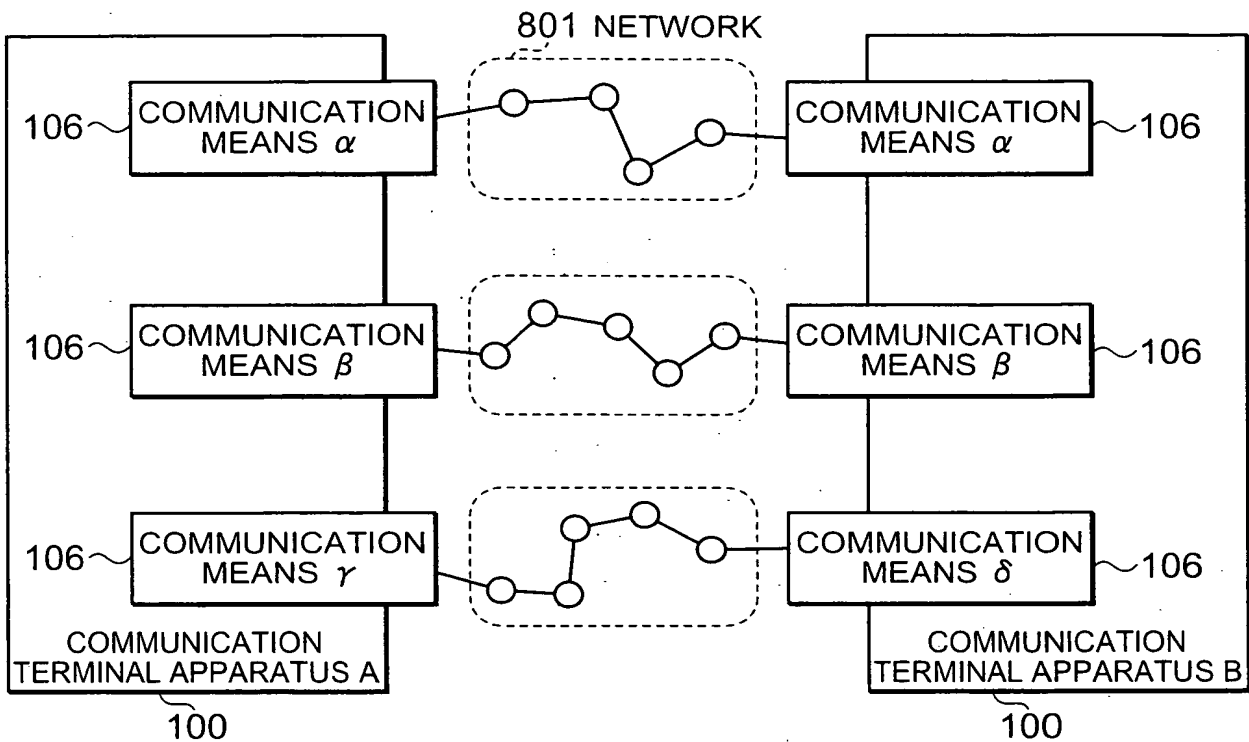 801 NETWORK
COMMUNICATION
MEANS α
106
COMMUNICATION
MEANS α
106
COMMUNICATION
MEANS β
106
COMMUNICATION
MEANS β
106
COMMUNICATION
MEANS γ
106
COMMUNICATION
MEANS δ
106
COMMUNICATION
TERMINAL APPARATUS A
100
COMMUNICATION
TERMINAL APPARATUS B
100